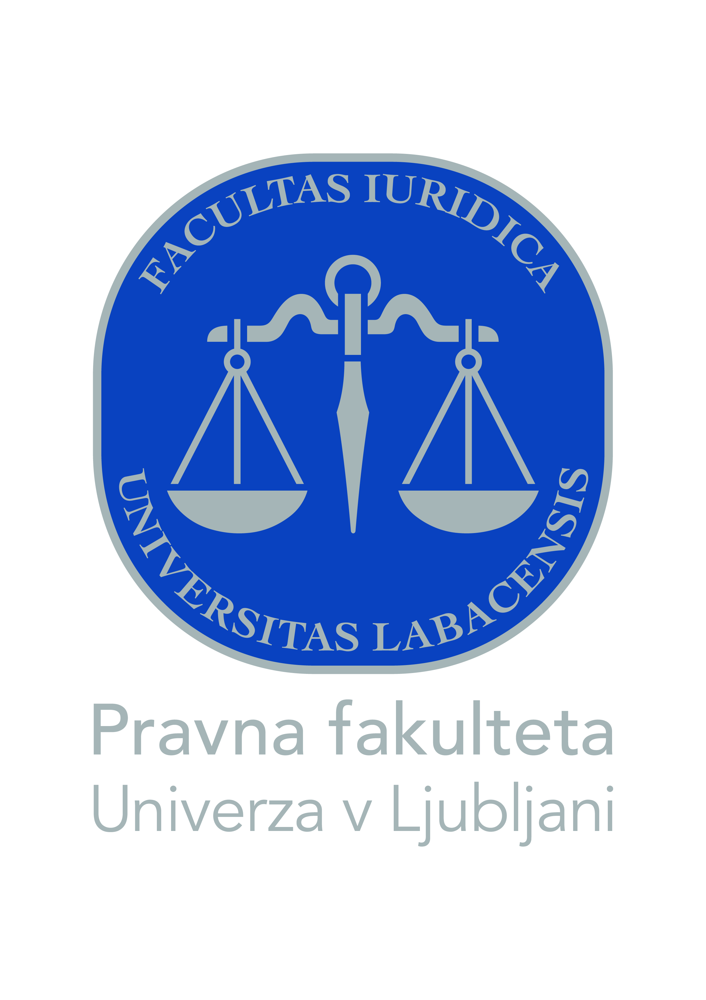 FACULTAS IURIDICA
UNIVERSITAS LABACENSIS
Pravna fakulteta
Univerza v Ljubljani